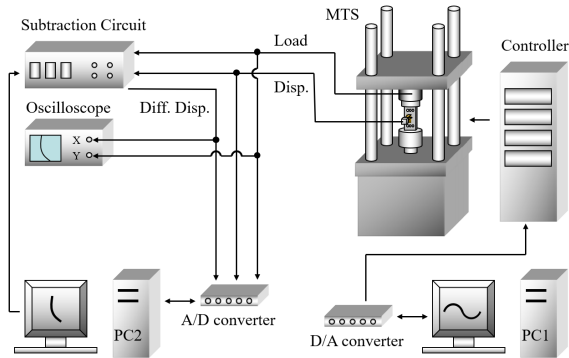 MTS
Subtraction Circuit
Load
Controller
Disp.
Oscilloscope
Diff. Disp.
X
Y
PC2
A/D converter
D/A converter
PC1